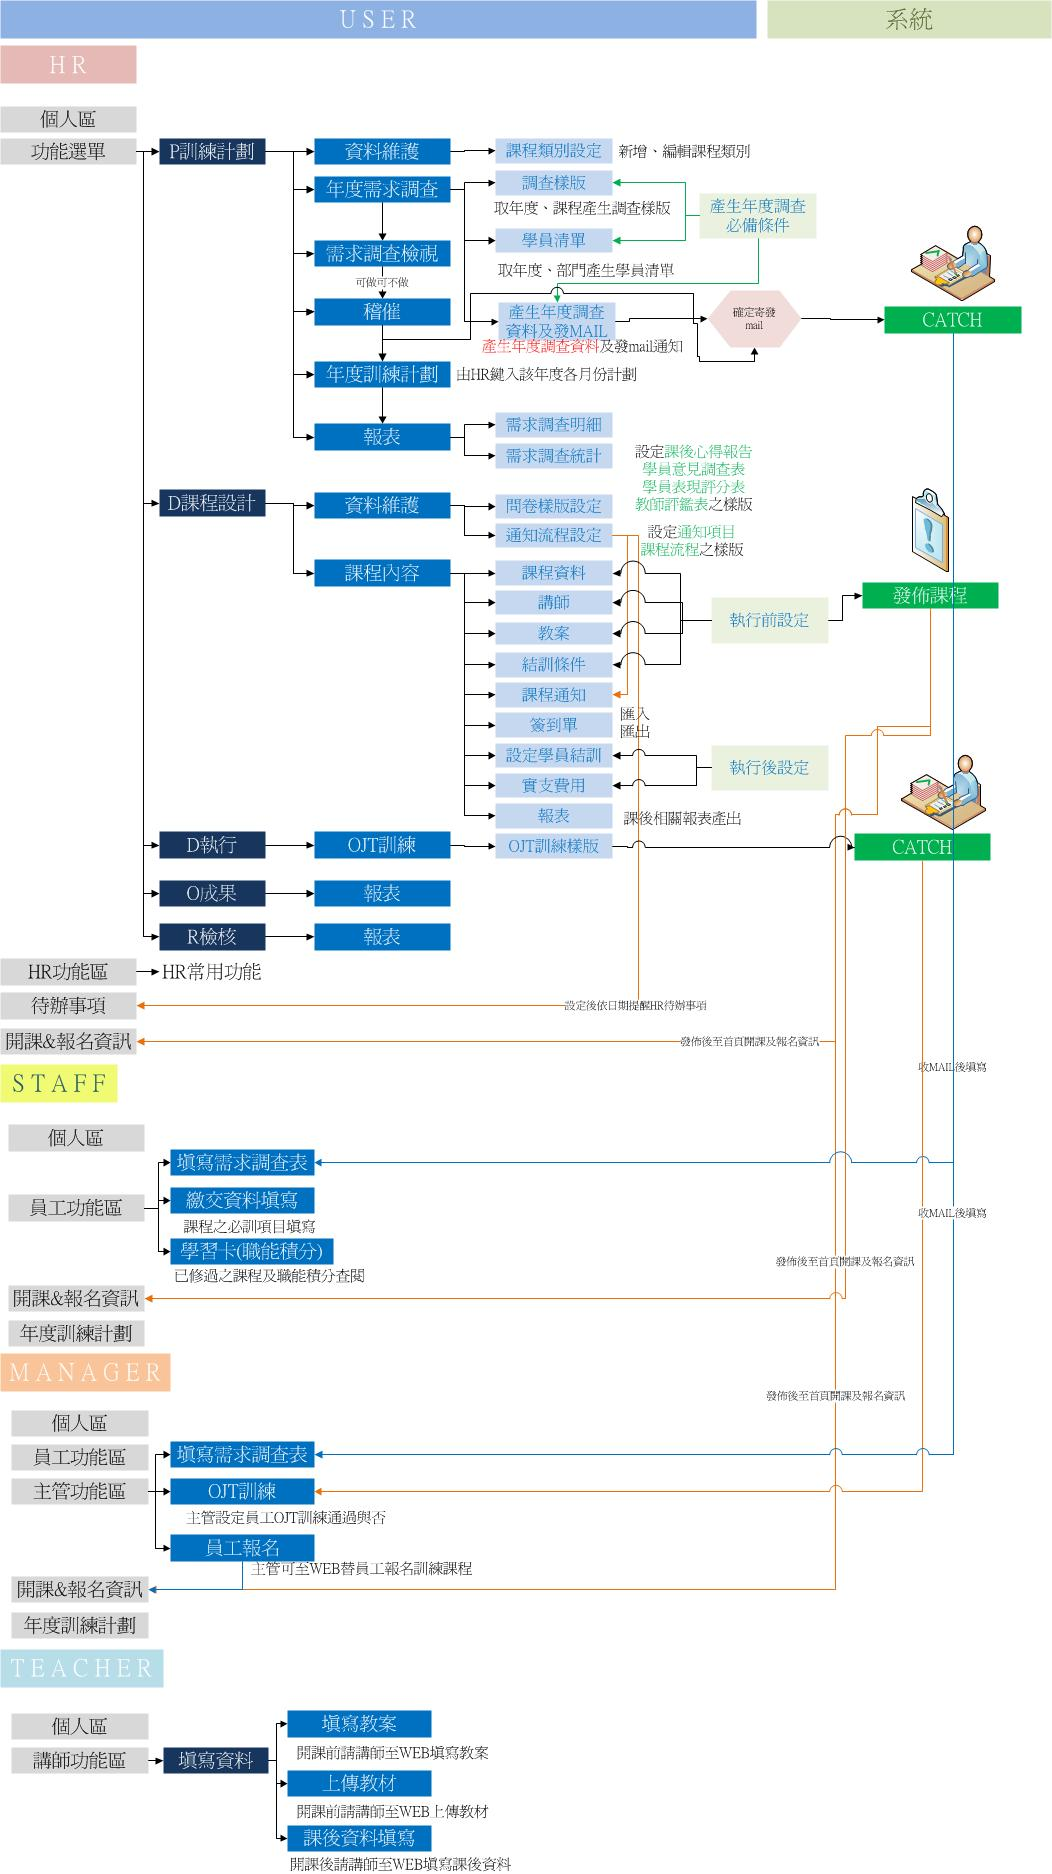 USER
系統
HR
個人區
功能選單
P訓練計劃
資料維護
課程類別設定
新增、編輯課程類別
年度需求調查
調查樣版
取年度、課程產生調查樣版
產生年度調查
必備條件
學員清單
需求調查檢視
取年度、部門產生學員清單
可做可不做
稽催
產生年度調查
資料及發MAIL
產生年度調查資料及發mail通知
確定寄發
mail
CATCH
年度訓練計劃
由HR鍵入該年度各月份計劃
報表
需求調查明細
需求調查統計
設定課後心得報告
學員意見調查表
學員表現評分表
教師評鑑表之樣版
D課程設計
資料維護
問卷樣版設定
通知流程設定
設定通知項目
課程流程之樣版
課程內容
課程資料
講師
教案
結訓條件
課程通知
簽到單
匯入
匯出
設定學員結訓
實支費用
報表
課後相關報表產出
執行前設定
發佈課程
執行後設定
D執行
OJT訓練
OJT訓練樣版
CATCH
O成果
報表
R檢核
報表
HR功能區
HR常用功能
待辦事項
設定後依日期提醒HR待辦事項
開課&報名資訊
發佈後至首頁開課及報名資訊
收MAIL後填寫
STAFF
個人區
填寫需求調查表
員工功能區
繳交資料填寫
課程之必訓項目填寫
收MAIL後填寫
學習卡(職能積分)
已修過之課程及職能積分查閱
發佈後至首頁開課及報名資訊
開課&報名資訊
年度訓練計劃
MANAGER
發佈後至首頁開課及報名資訊
個人區
員工功能區
填寫需求調查表
主管功能區
OJT訓練
主管設定員工OJT訓練通過與否
員工報名
主管可至WEB替員工報名訓練課程
開課&報名資訊
年度訓練計劃
TEACHER
個人區
填寫教案
開課前請講師至WEB填寫教案
講師功能區
填寫資料
上傳教材
開課前請講師至WEB上傳教材
課後資料填寫
開課後請講師至WEB填寫課後資料